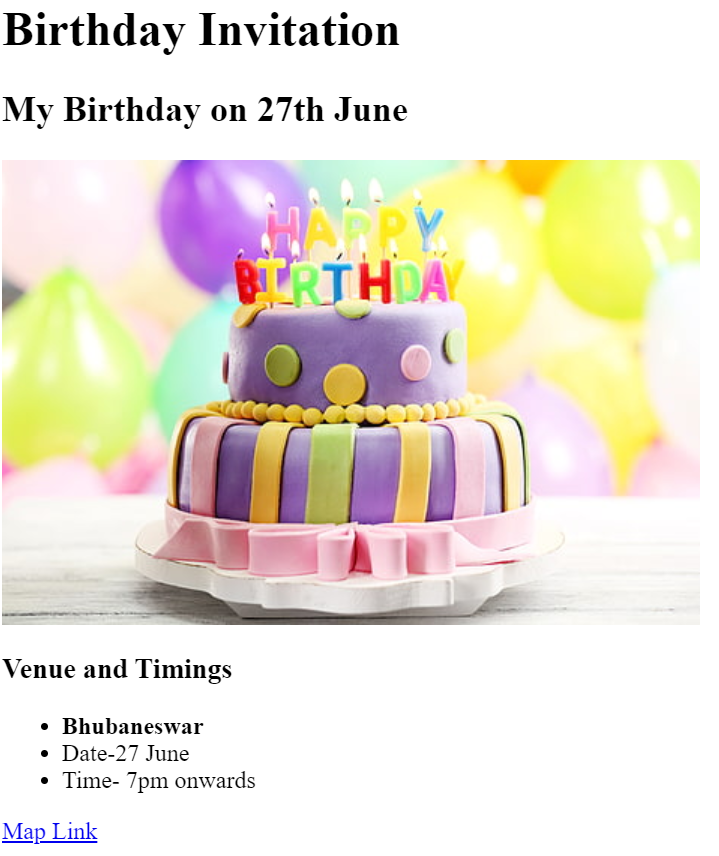 Birthday Invitation
My Birthday on 27th June
HAPPY
BIRTHDAY
Venue and Timings
Bhubaneswar
Date-27 June
Time- 7pm onwards
Map Link